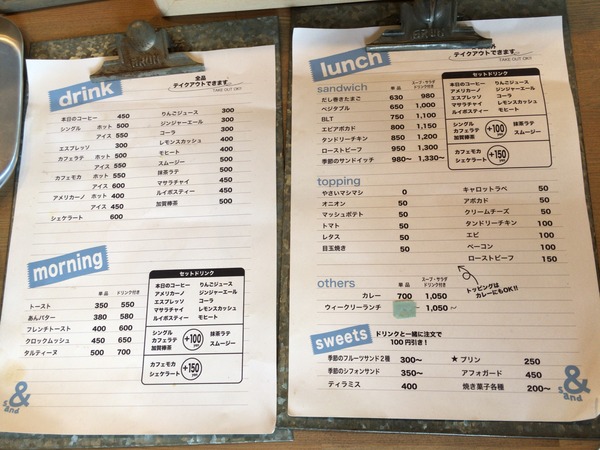 drink
全品
テイクアウトできます…
TAKE OUT OK!!
本日のコーヒー 450
シングル ホット 500
アイス 550
エスプレッソ 300
カフェラテ ホット 500
アイス 550
カフェモカ ホット 550
アイス 600
アメリカーノ ホット 400
アイス 450
シェケラート 600
りんごジュース 300
ジンジャーエール 300
コーラ 300
レモンスカッシュ 400
モヒート 400
スムージー 500
抹茶ラテ 500
マサラチャイ 500
ルイボスティー 450
加賀棒茶 500
morning
単品 ドリンク付き
トースト 350 550
あんバター 380 580
フレンチトースト 400 600
クロックムッシュ 450 650
タルティーヌ 500 700
セットドリンク
本日のコーヒー りんごジュース
アメリカーノ ジンジャーエール
エスプレッソ コーラ
マサラチャイ レモンスカッシュ
ルイボスティー モヒート
シングル
カフェラテ
加賀棒茶
+100
抹茶ラテ
スムージー
カフェモカ
シェケラート
+150
&
sand
lunch
テイクアウトできます…
TAKE OUT OK!!
sandwich
単品 スープ・サラダ ドリンク付き
だし巻きたまご 630 980
ベジタブル 650 1,000
BLT 750 1,100
エビアボカド 800 1,150
タンドリーチキン 850 1,200
ローストビーフ 950 1,300
季節のサンドイッチ 980~ 1,330~
セットドリンク
本日のコーヒー りんごジュース
アメリカーノ ジンジャーエール
エスプレッソ コーラ
マサラチャイ レモンスカッシュ
ルイボスティー モヒート
シングル
カフェラテ
加賀棒茶
+100
抹茶ラテ
スムージー
カフェモカ
シェケラート
+150
topping
やさいマシマシ 0
オニオン 50
マッシュポテト 50
トマト 50
レタス 50
目玉焼き 50
キャロットラペ 50
アボカド 50
クリームチーズ 50
タンドリーチキン 100
エビ 100
ベーコン 100
ローストビーフ 150
トッピングは
カレーにもOK!!
others
単品 スープ・サラダ ドリンク付き
カレー 700 1,050
ウィークリーランチ 1,050~
sweets
ドリンクと一緒に注文で
100円引き！
季節のフルーツサンド2種 300~
季節のシフォンサンド 350~
ティラミス 400
★プリン 250
アフォガード 450
焼き菓子各種 200~
&
sand